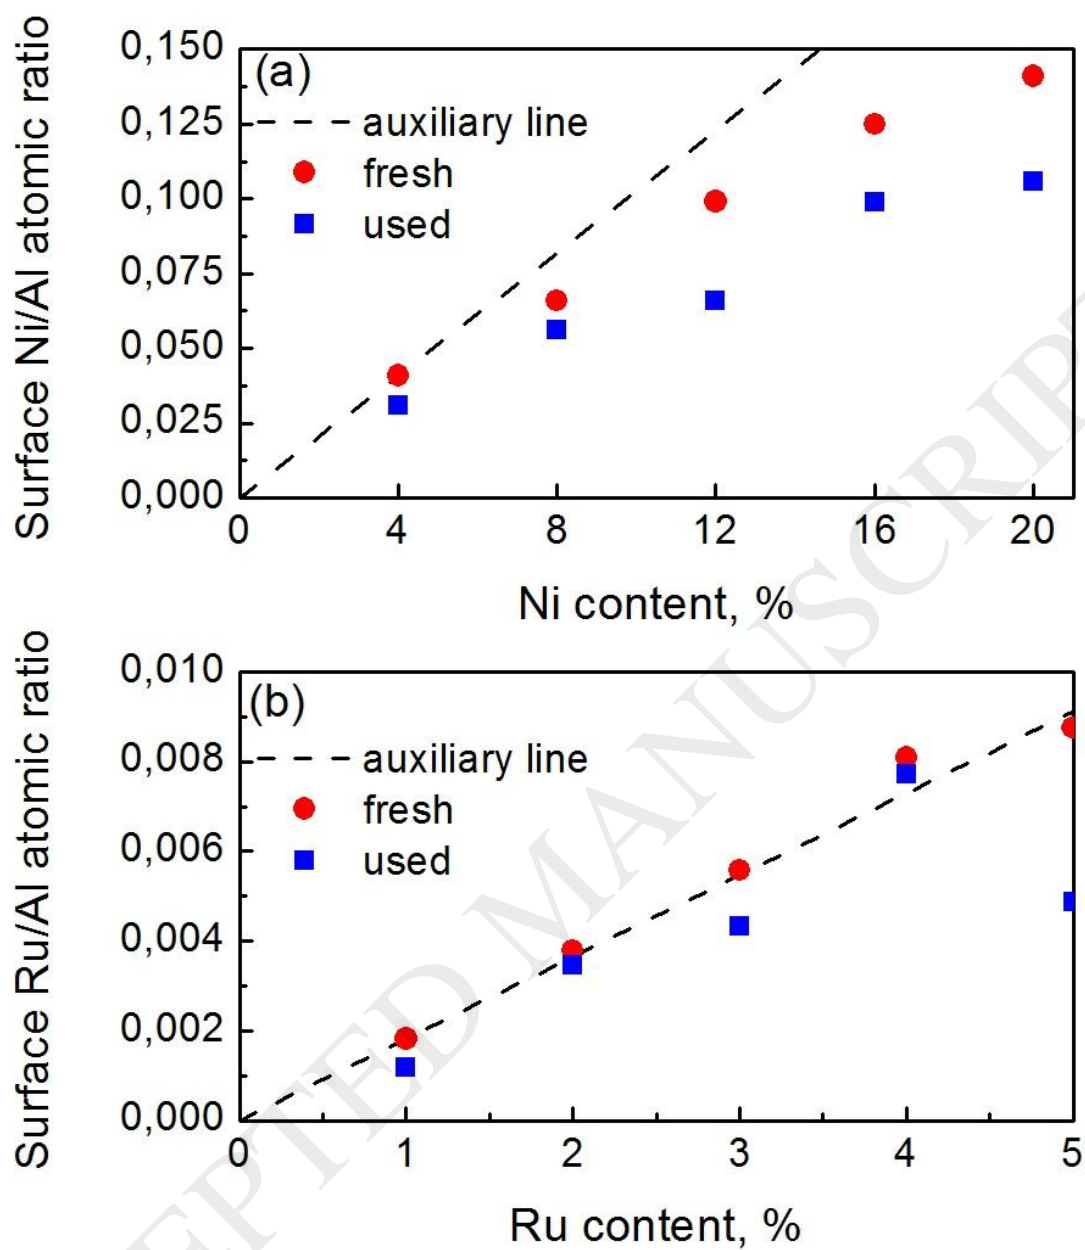 Surface Ni/Al atomic ratio
0,150
(a)
0,125
auxiliary line
fresh
0,100
used
0,075
0,050
0,025
0,000
0 4 8 12 16 20
Ni content, %
Surface Ru/Al atomic ratio
0,010
(b)
0,008
auxiliary line
fresh
0,006
used
0,004
0,002
0,000
0 1 2 3 4 5
Ru content, %
EPTED MANUSCRIPT